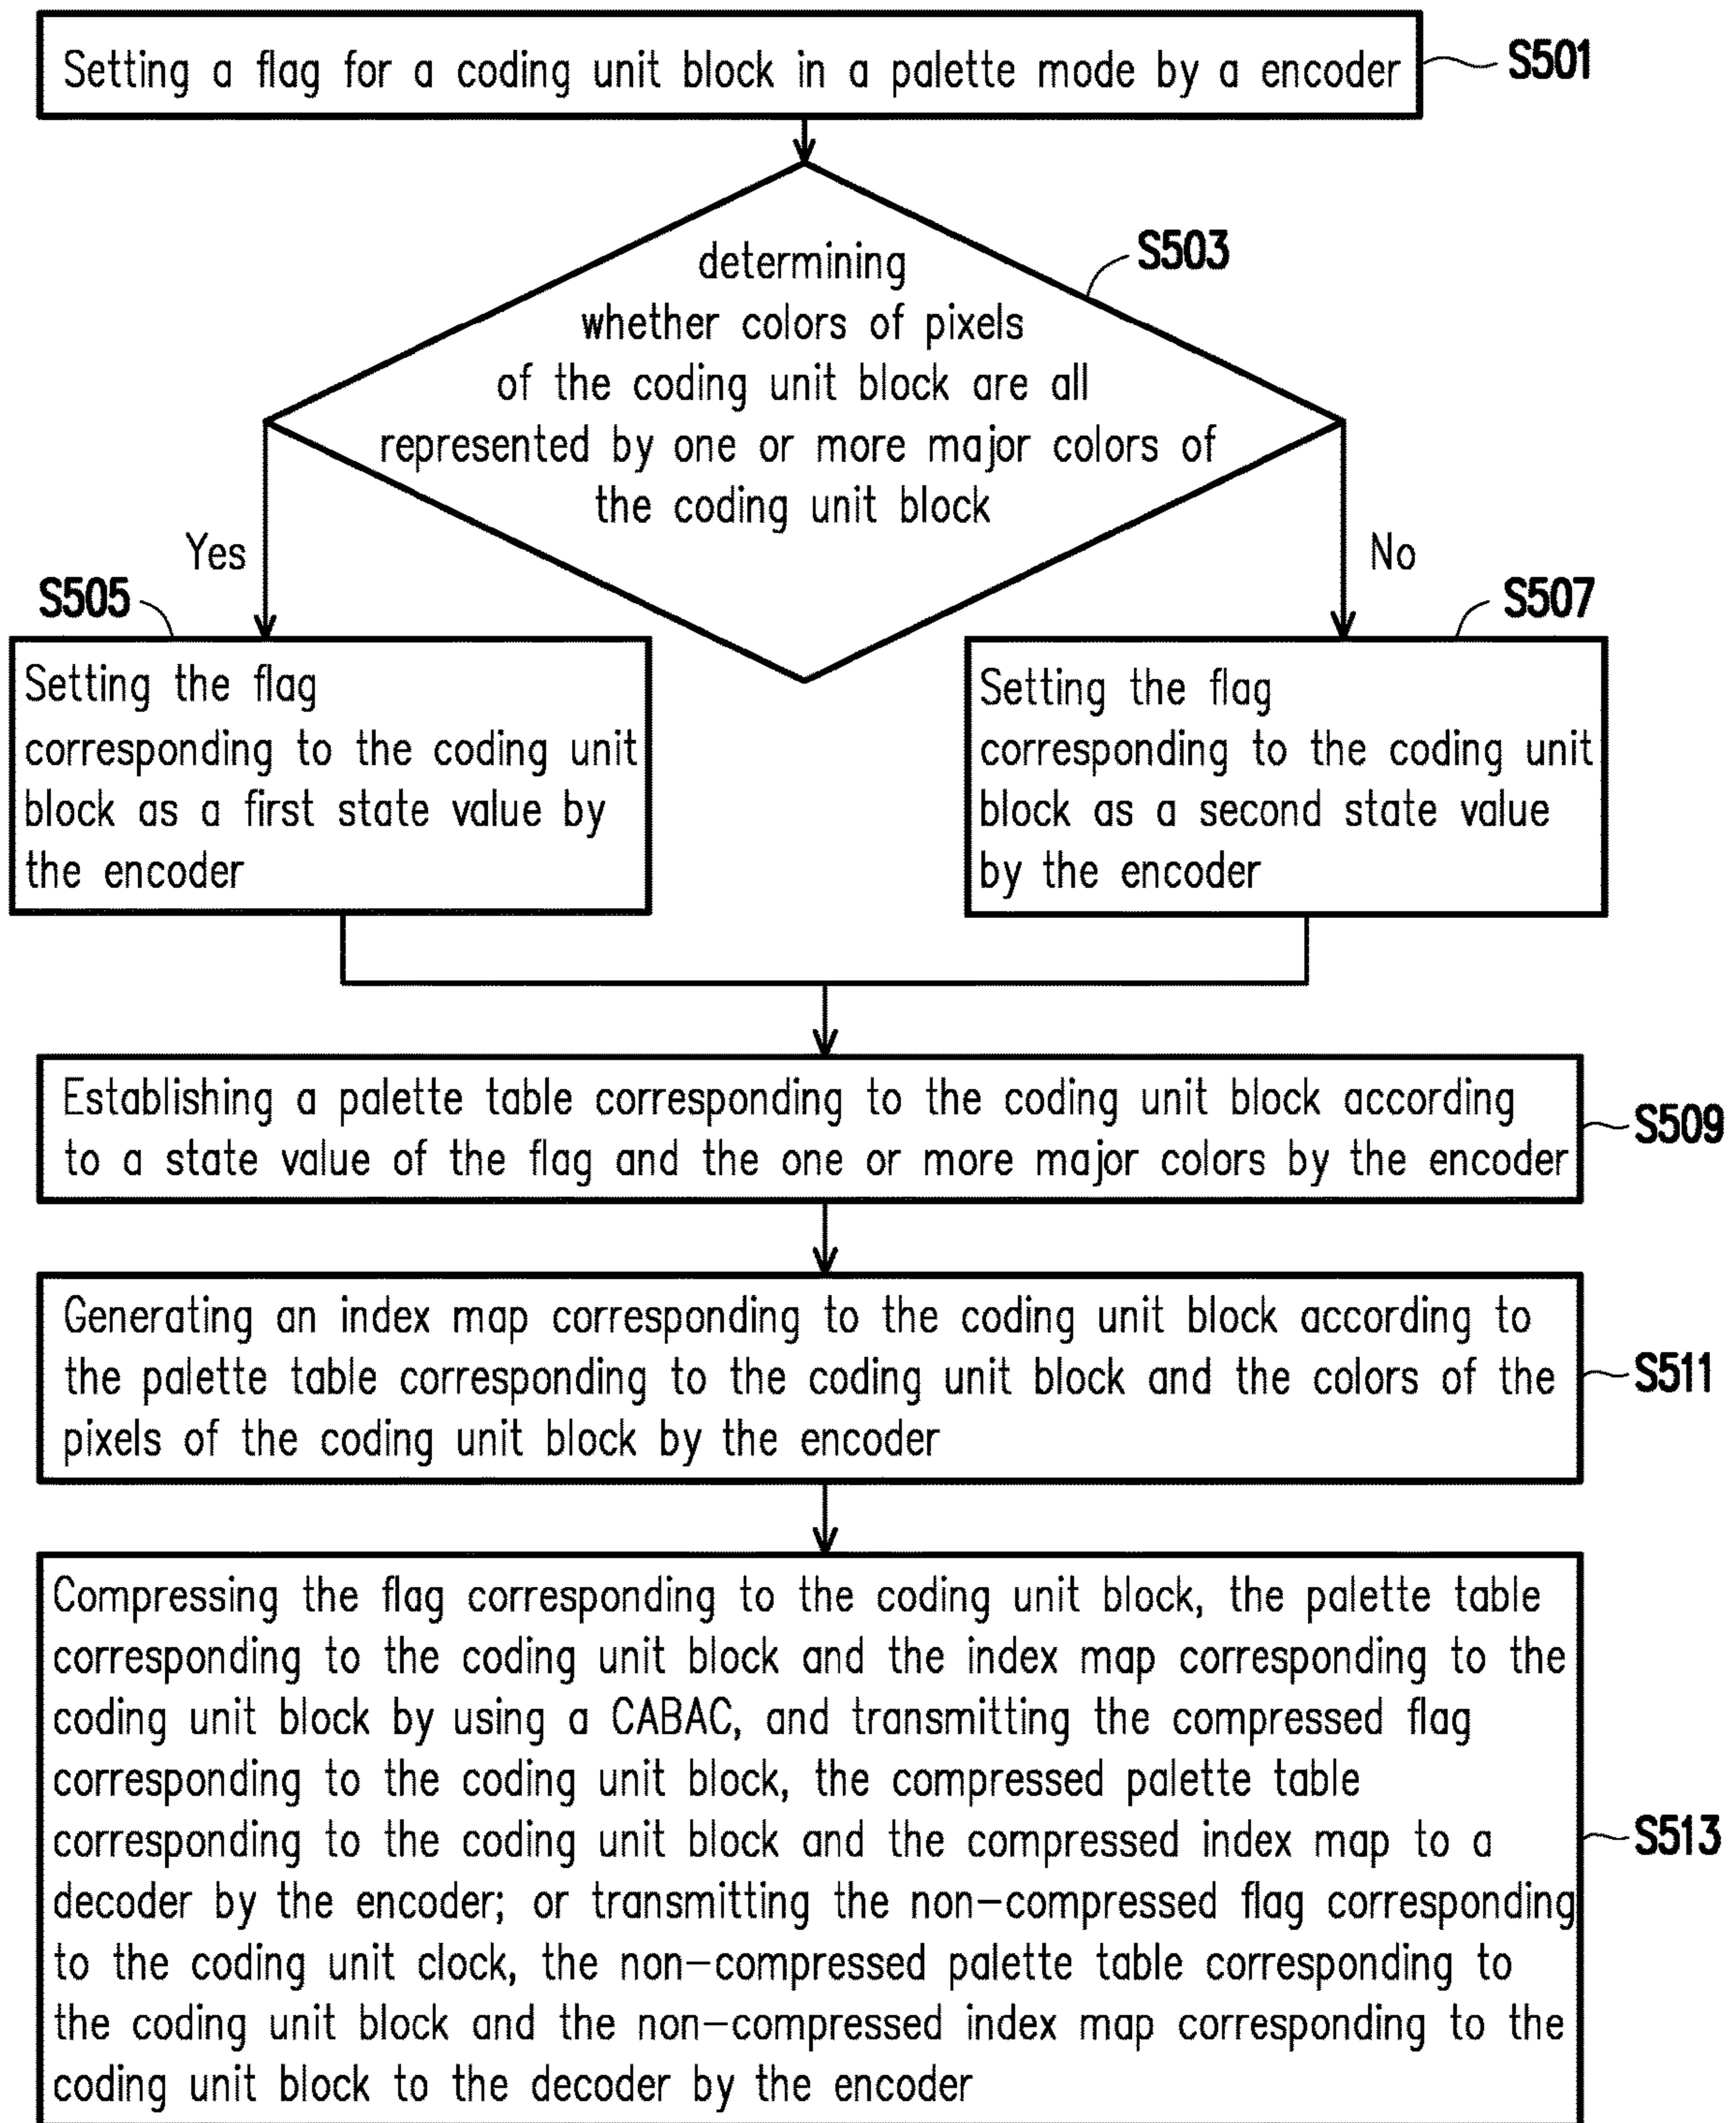 Setting a flag for a coding unit block in a palette mode by a encoder
S501
determining
S503
whether colors of pixels
of the coding unit block are all
represented by one or more major colors of
the coding unit block
Yes
No
S505
S507
Setting the flag
corresponding to the coding unit
block as a first state value by
the encoder
Setting the flag
corresponding to the coding unit
block as a second state value
by the encoder
Establishing a palette table corresponding to the coding unit block according
to a state value of the flag and the one or more major colors by the encoder
S509
Generating an index map corresponding to the coding unit block according to
the palette table corresponding to the coding unit block and the colors of the
pixels of the coding unit block by the encoder
S511
Compressing the flag corresponding to the coding unit block, the palette table
corresponding to the coding unit block and the index map corresponding to the
coding unit block by using a CABAC, and transmitting the compressed flag
corresponding to the coding unit block, the compressed palette table
corresponding to the coding unit block and the compressed index map to a
decoder by the encoder; or transmitting the non-compressed flag corresponding
to the coding unit clock, the non-compressed palette table corresponding to
the coding unit block and the non-compressed index map corresponding to the
coding unit block to the decoder by the encoder
S513